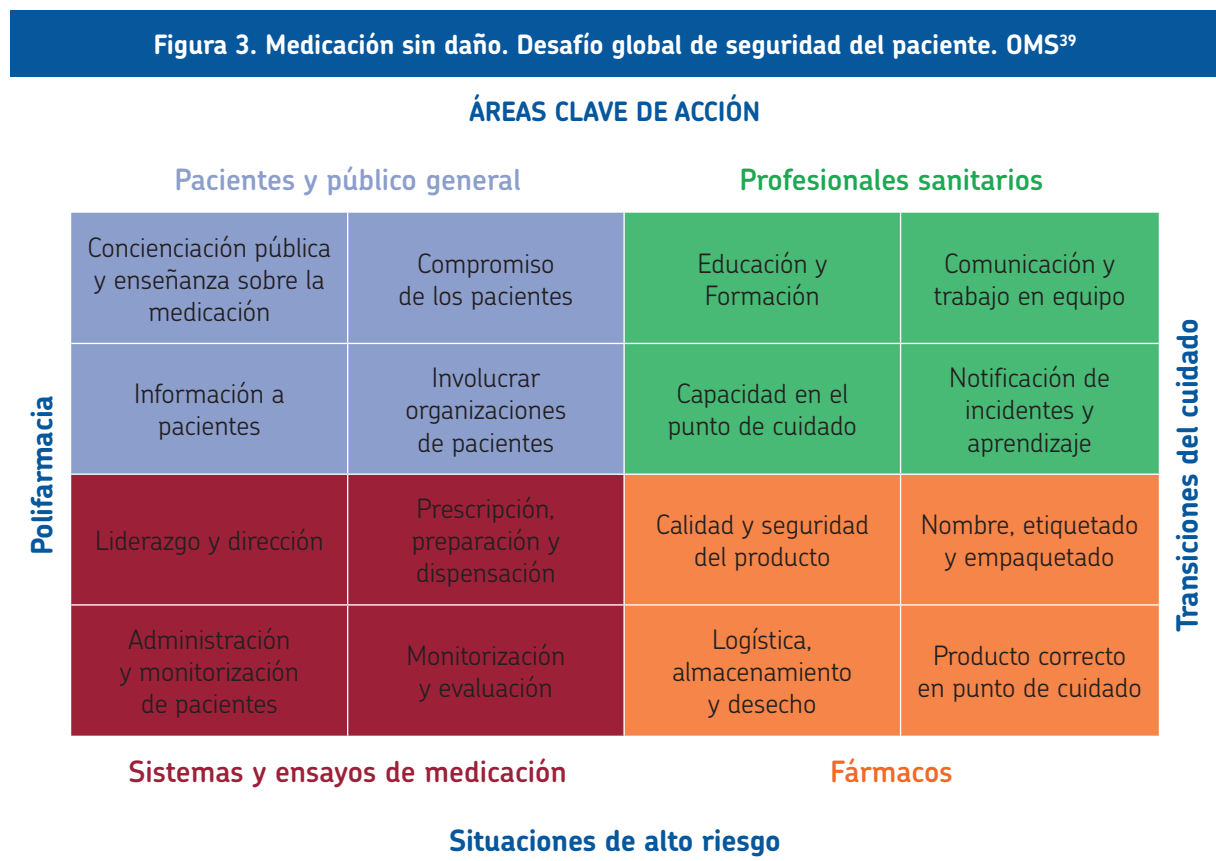 Figura 3. Medicación sin daño. Desafío global de seguridad del paciente. OMS³⁹
ÁREAS CLAVE DE ACCIÓN
Pacientes y público general
Profesionales sanitarios
Concienciación pública
y enseñanza sobre la
medicación
Compromiso
de los pacientes
Educación y
Formación
Comunicación y
trabajo en equipo
Información a
pacientes
Involucrar
organizaciones
de pacientes
Capacidad en el
punto de cuidado
Notificación de
incidentes y
aprendizaje
Polifarmacia
Transiciones del cuidado
Liderazgo y dirección
Prescripción,
preparación y
dispensación
Calidad y seguridad
del producto
Nombre, etiquetado
y empaquetado
Administración
y monitorización
de pacientes
Monitorización
y evaluación
Logística,
almacenamiento
y desecho
Producto correcto
en punto de cuidado
Sistemas y ensayos de medicación
Fármacos
Situaciones de alto riesgo